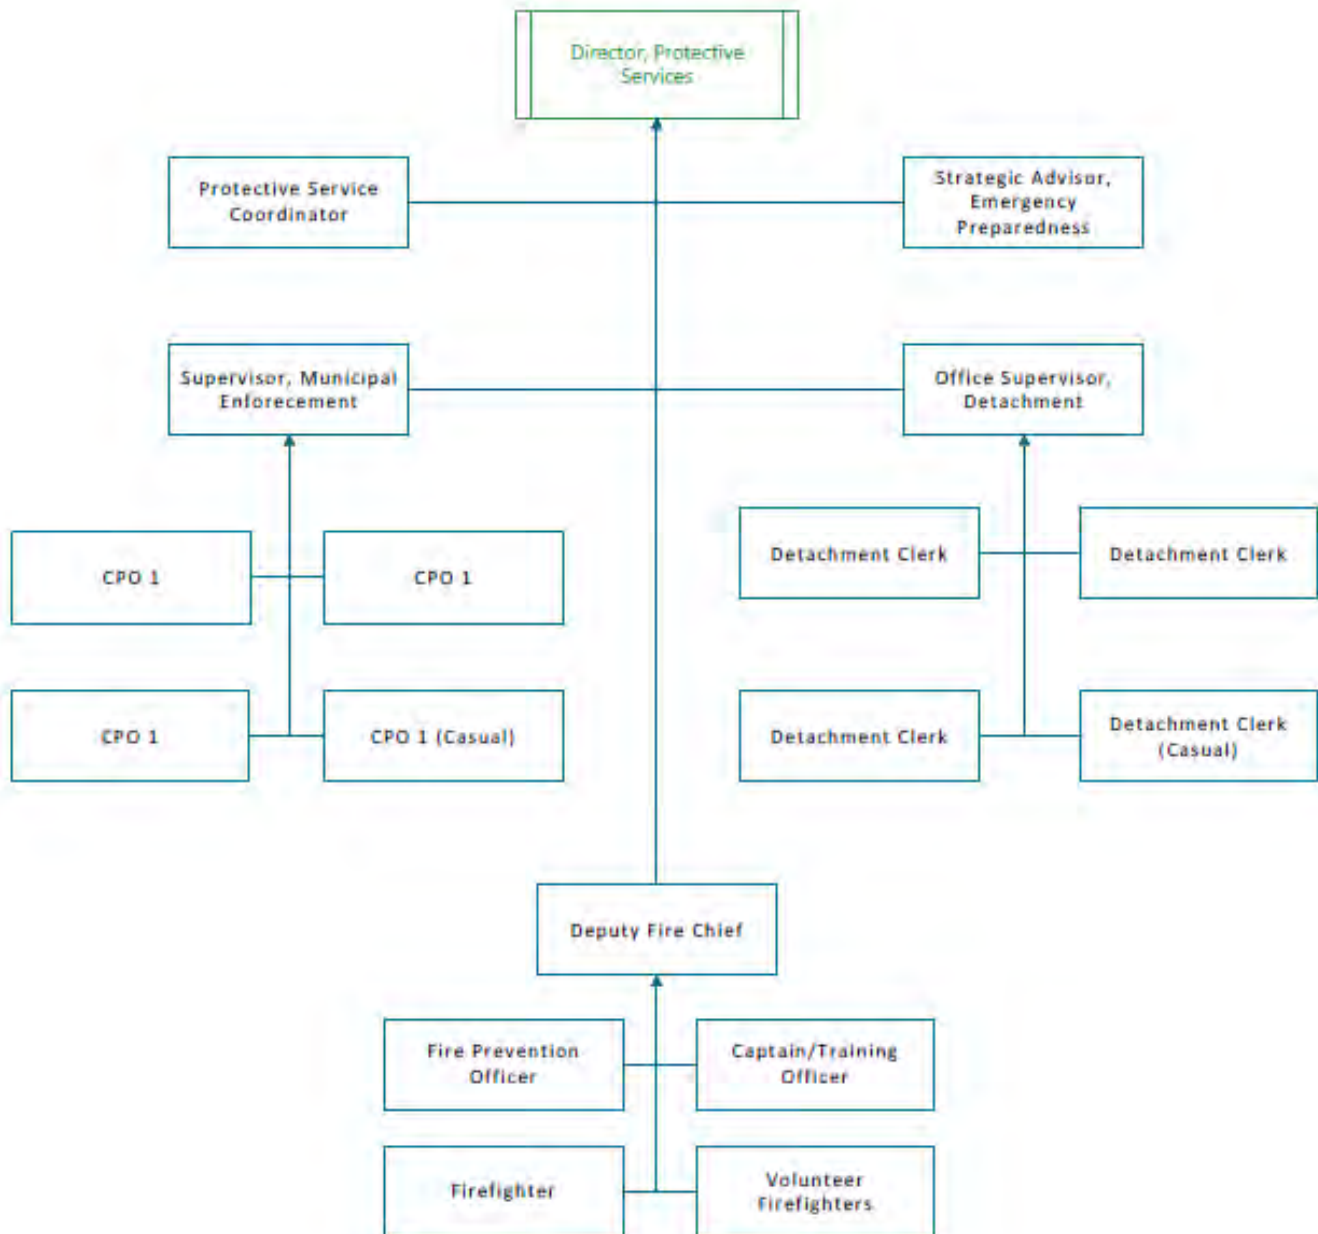 Director, Protective
Services
Protective Service
Coordinator
Strategic Advisor,
Emergency
Preparedness
Supervisor, Municipal
Enforecement
Office Supervisor,
Detachment
CPO 1
CPO 1
Detachment Clerk
Detachment Clerk
CPO 1
CPO 1 (Casual)
Detachment Clerk
Detachment Clerk
(Casual)
Deputy Fire Chief
Fire Prevention
Officer
Captain/Training
Officer
Firefighter
Volunteer
Firefighters